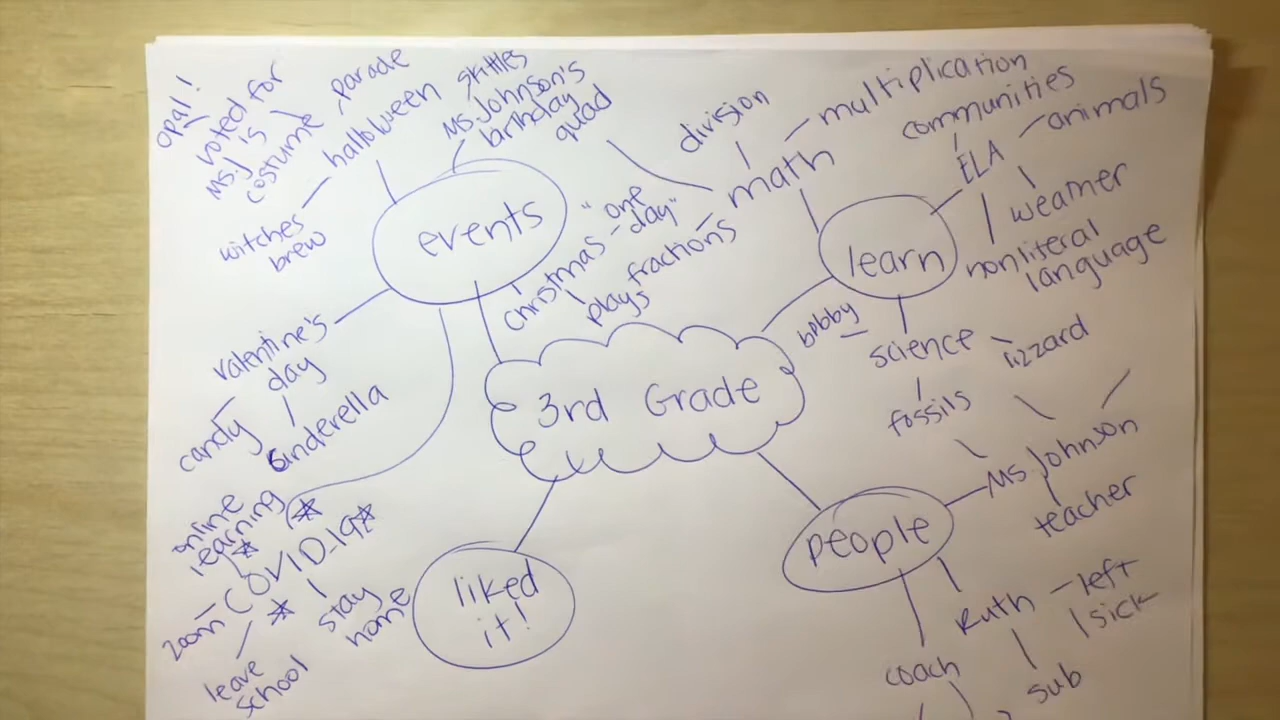 opal!
voted for
Ms.J is
costume
parade
halloween
witches
brew
skittles
Ms.Johnson's
birthday
quad
events
christmas - "one
day"
plays
valentine's
day
candy
cinderella
online
learning
zoom
COVID-19
stay
home
leave
school
3rd Grade
liked
it!
learn
math
division
multiplication
fractions
ELA
communities
animals
weather
nonliteral
language
science
bobby
lizzard
fossils
people
Ms.Johnson
teacher
Ruth - left
sick
sub
coach